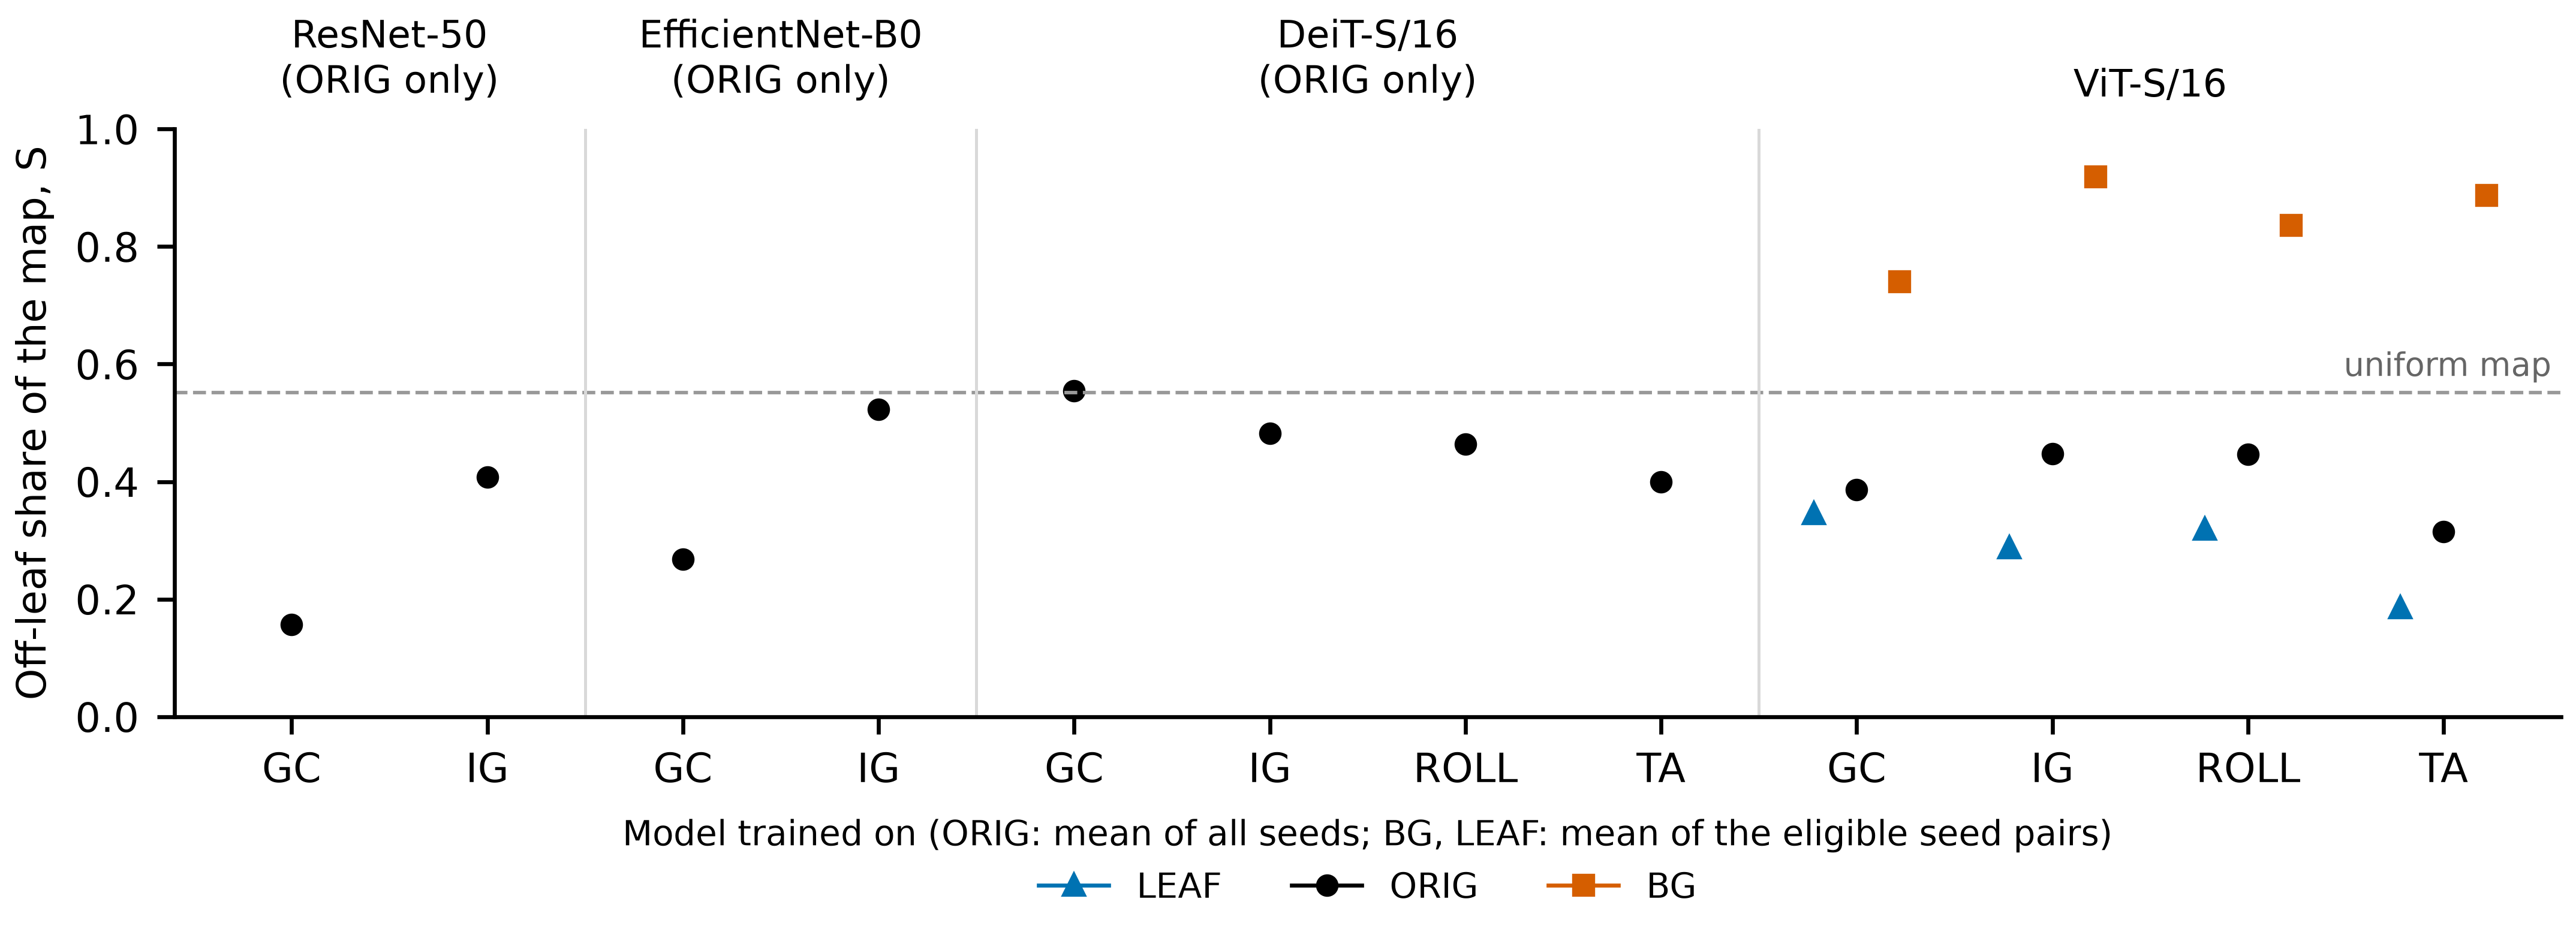 ResNet-50
(ORIG only)
EfficientNet-B0
(ORIG only)
DeiT-S/16
(ORIG only)
ViT-S/16
Off-leaf share of the map, S
1.0
0.8
0.6
0.4
0.2
0.0
uniform map
GC IG GC IG GC IG ROLL TA GC IG ROLL TA
Model trained on (ORIG: mean of all seeds; BG, LEAF: mean of the eligible seed pairs)
LEAF ORIG BG